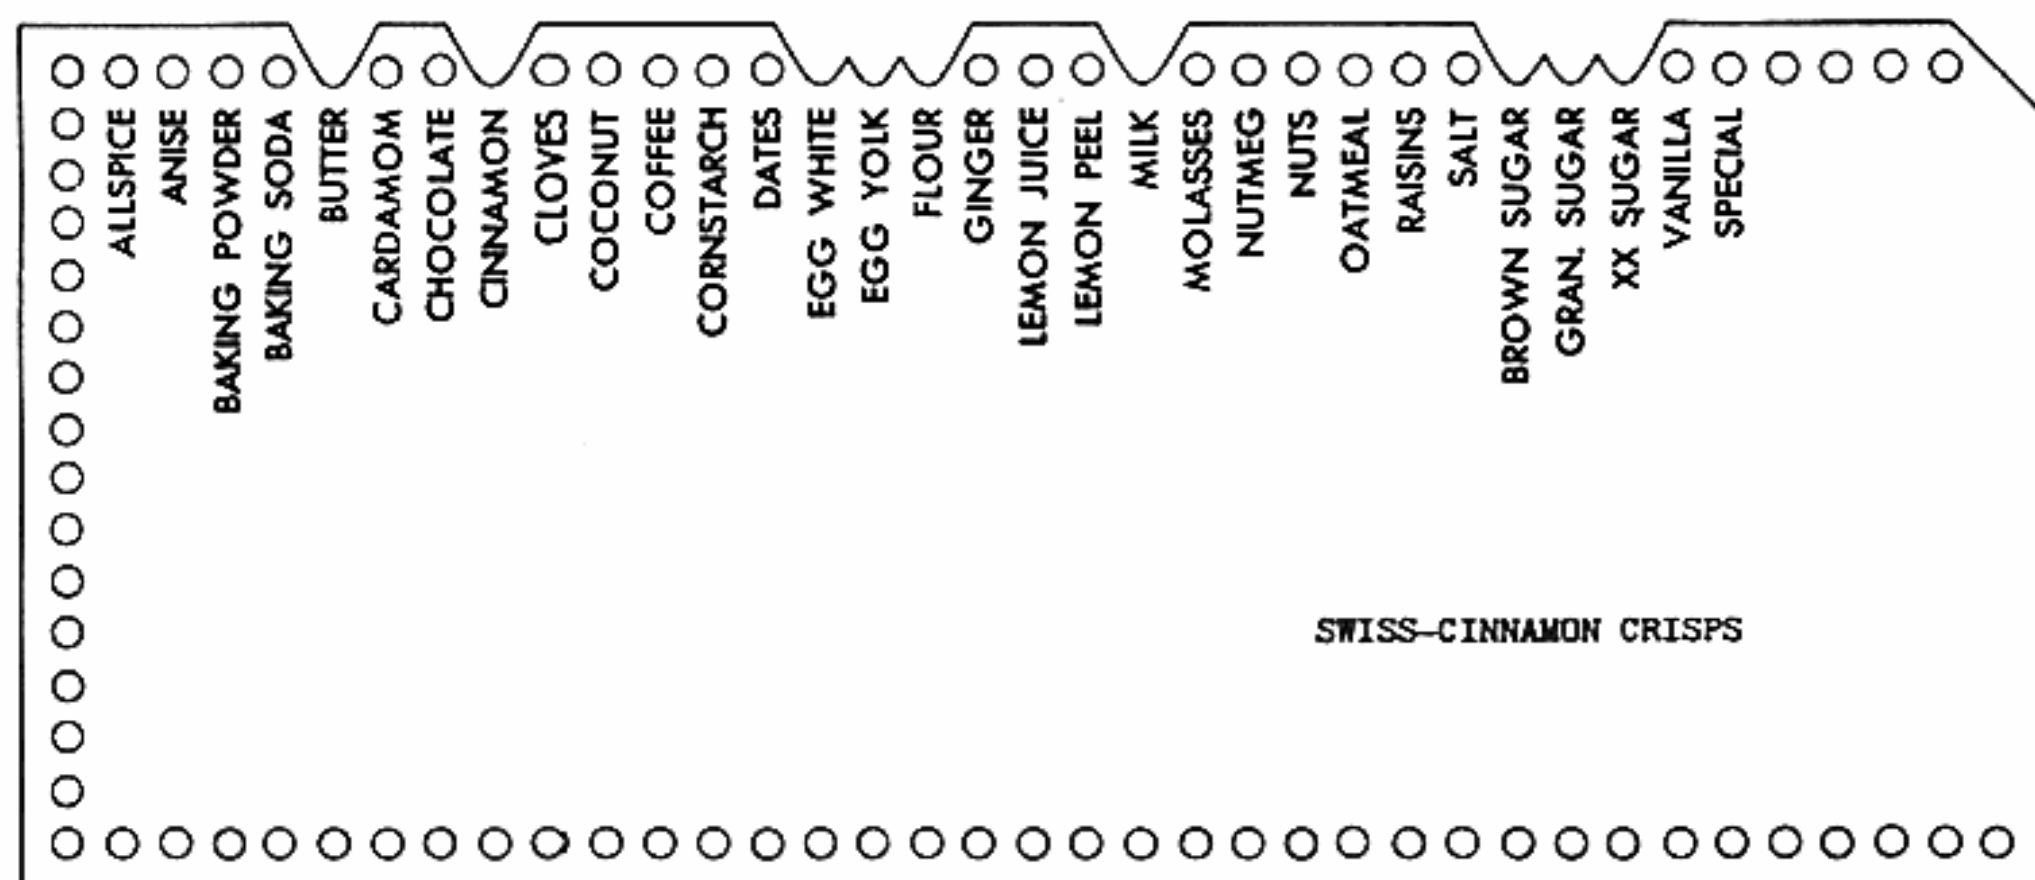 ALLSPICE
ANISE
BAKING POWDER
BAKING SODA
BUTTER
CARDAMOM
CHOCOLATE
CINNAMON
CLOVES
COCONUT
COFFEE
CORNSTARCH
DATES
EGG WHITE
EGG YOLK
FLOUR
GINGER
LEMON JUICE
LEMON PEEL
MILK
MOLASSES
NUTMEG
NUTS
OATMEAL
RAISINS
SALT
BROWN SUGAR
GRAN. SUGAR
XX SUGAR
VANILLA
SPECIAL
SWISS-CINNAMON CRISPS